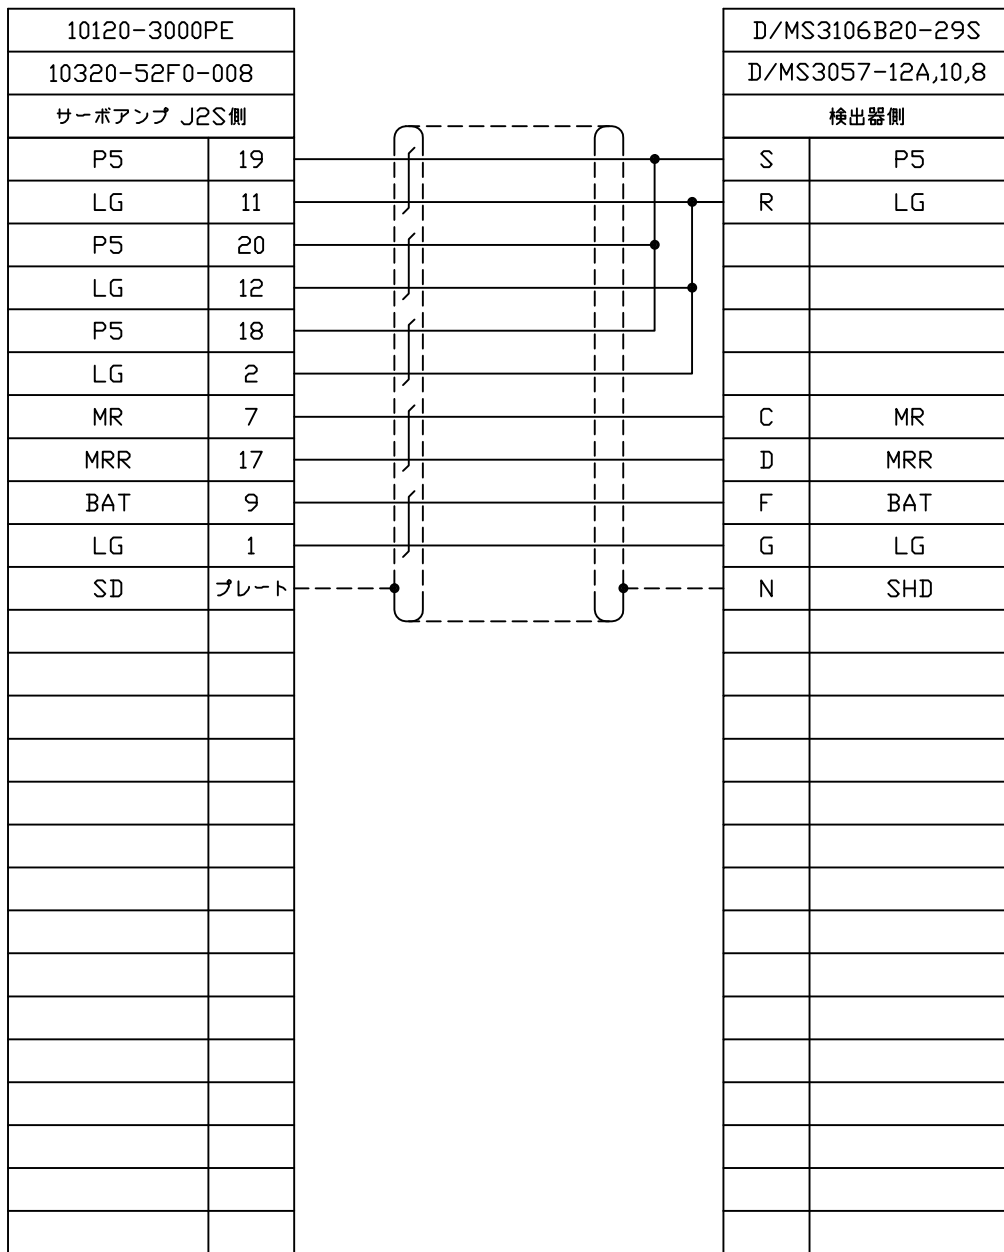 10120-3000PE D/MS3106B20-29S
10320-52F0-008 D/MS3057-12A,10,8
サーボアンプ J2S側 検出器側
P5 19 S P5
LG 11 R LG
P5 20
LG 12
P5 18
LG 2
MR 7 C MR
MRR 17 D MRR
BAT 9 F BAT
LG 1 G LG
SD プレート N SHD